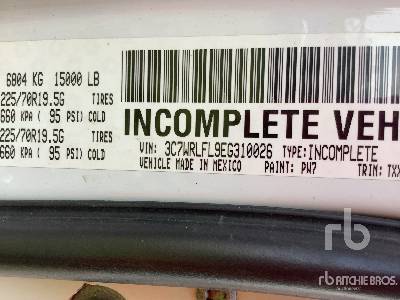 6804 KG 15000 LB
225/70R19.5G TIRES
660 KPA ( 95 PSI) COLD
225/70R19.5G TIRES
660 KPA ( 95 PSI) COLD
INCOMPLETE VEH
VIN: 3C7WRLFL9EG310026 TYPE:INCOMPLETE
VEHICLE MADE IN MEXICO PAINT: PW7 TRIM: TXX
rb
rb RITCHIE BROS.
Auctioneers